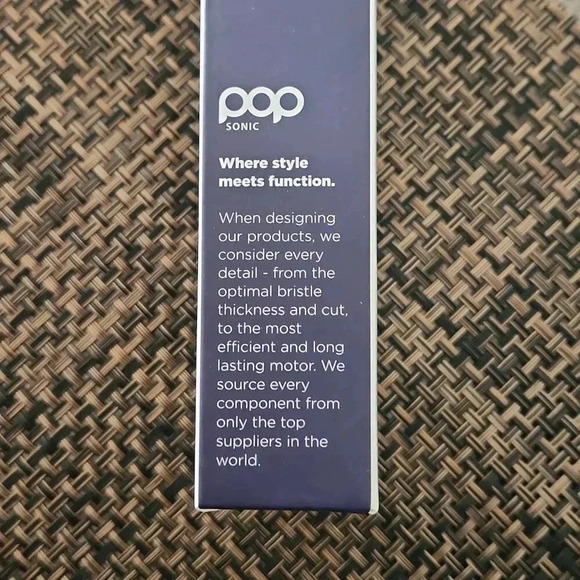 pop
SONIC
Where style
meets function.
When designing
our products, we
consider every
detail - from the
optimal bristle
thickness and cut,
to the most
efficient and long
lasting motor. We
source every
component from
only the top
suppliers in the
world.